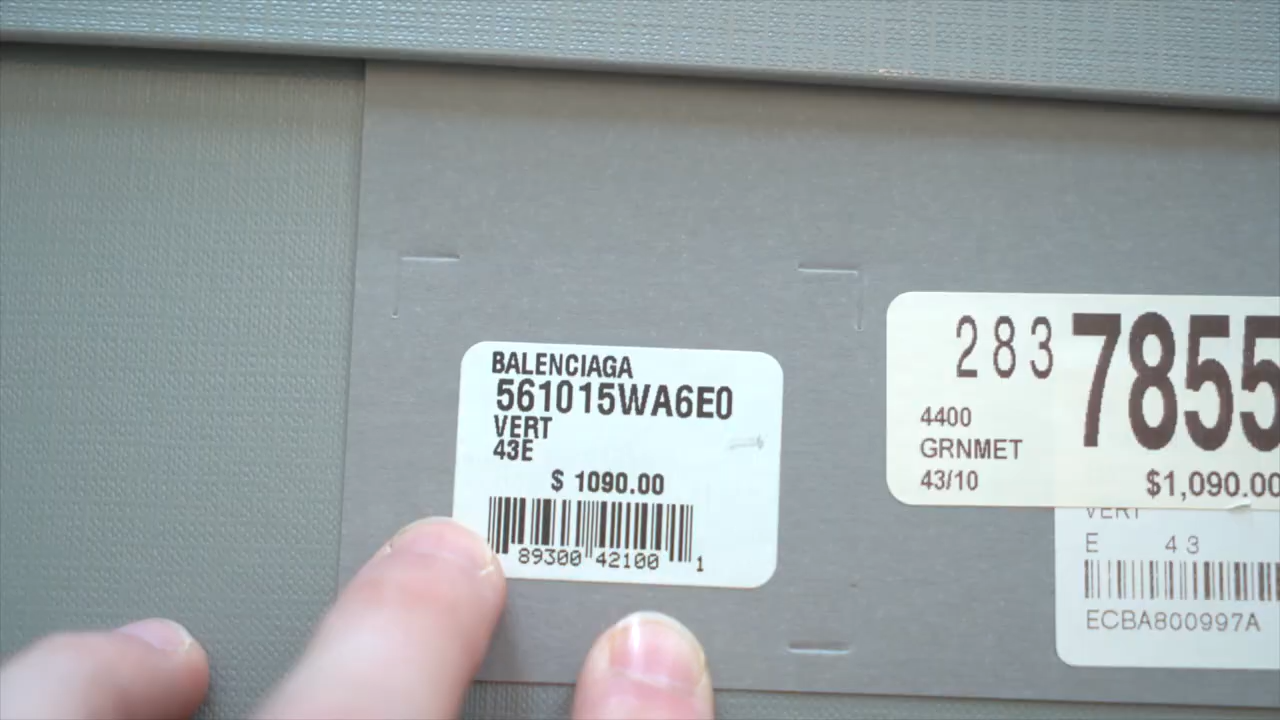 BALENCIAGA
561015WA6E0
VERT
43E
$ 1090.00
89300 42100 1
283 7855
4400
GRNMET
43/10
$1,090.00
VERT
E 43
ECBA800997A